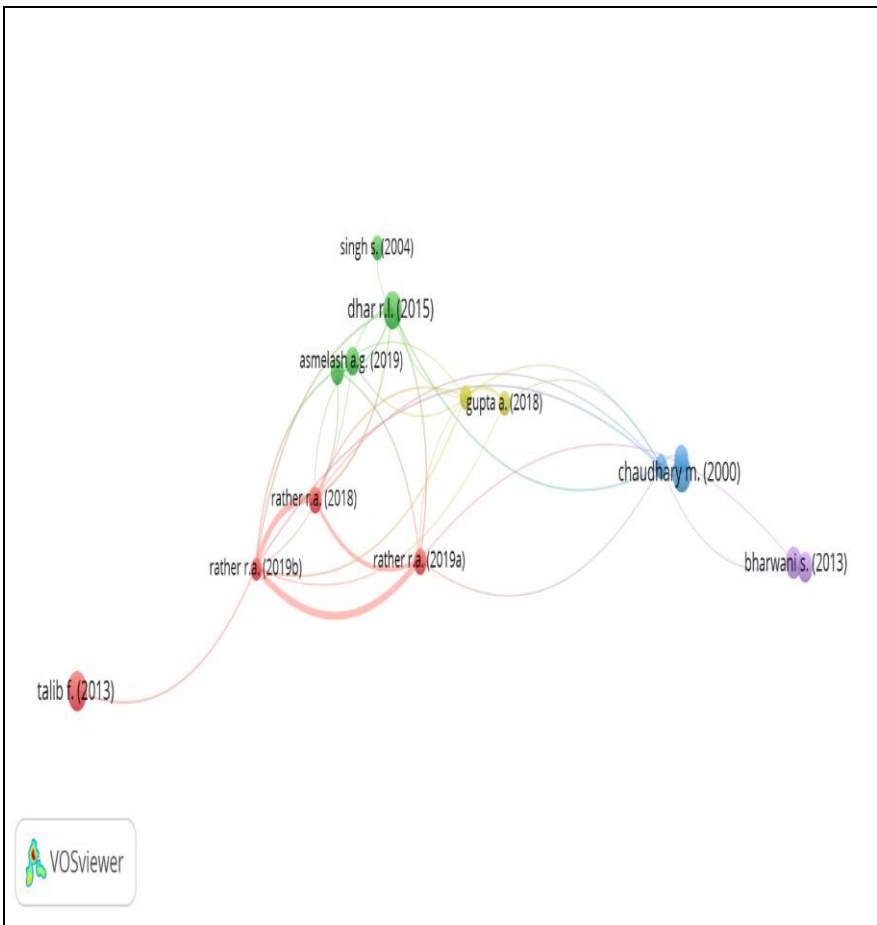 singh s. (2004)
dhar r.l. (2015)
asmelash a.g. (2019)
gupta a. (2018)
chaudhary m. (2000)
rather r.a. (2018)
rather r.a. (2019b)
rather r.a. (2019a)
bharwani s. (2013)
talib f. (2013)
VOSviewer